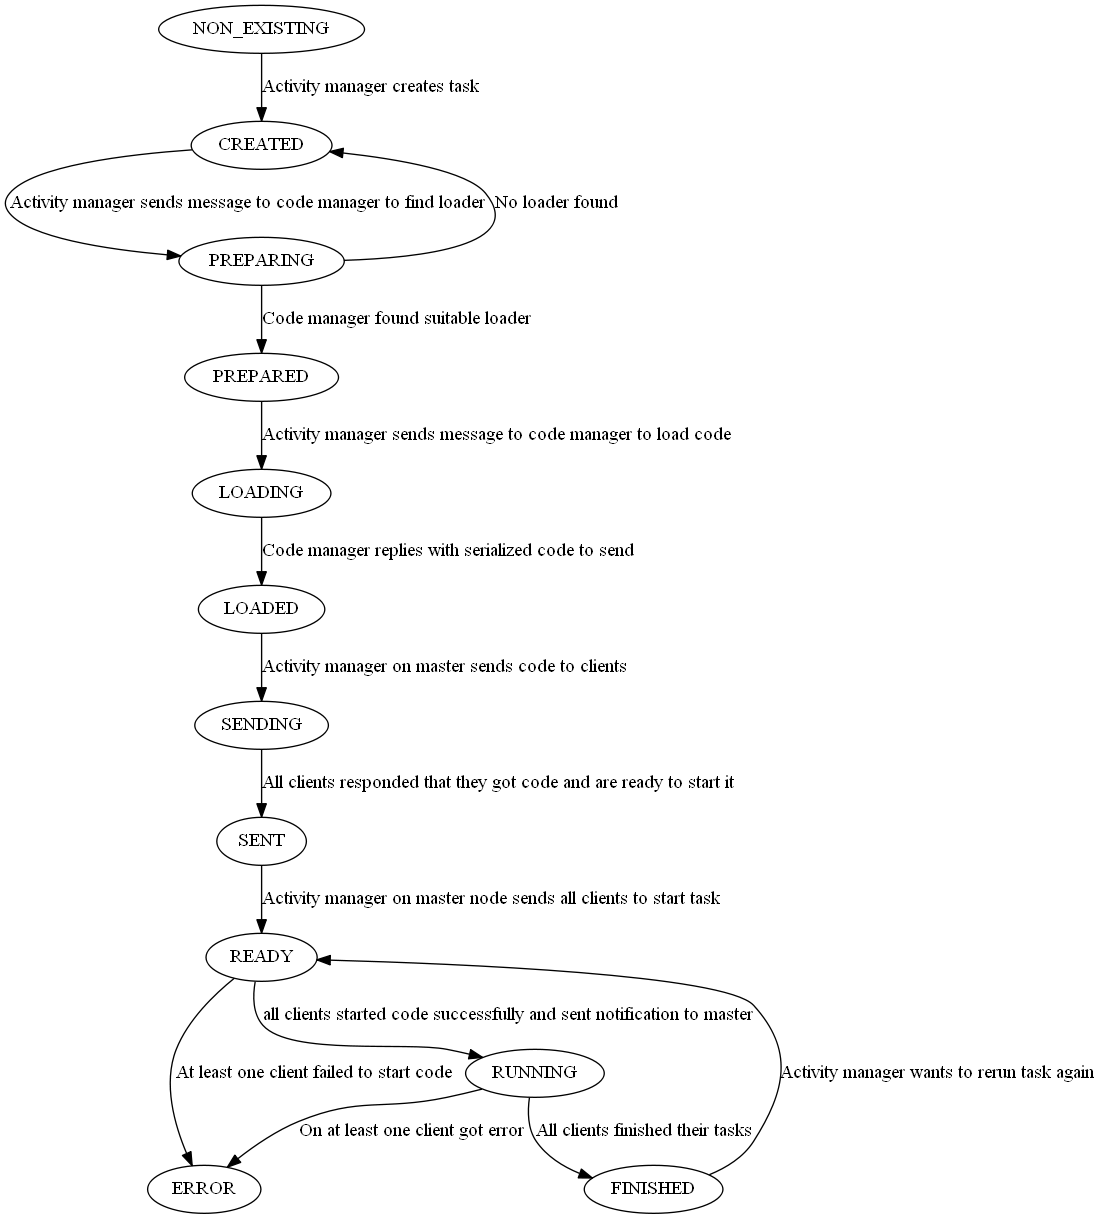 NON_EXISTING
Activity manager creates task
CREATED
Activity manager sends message to code manager to find loader
No loader found
PREPARING
Code manager found suitable loader
PREPARED
Activity manager sends message to code manager to load code
LOADING
Code manager replies with serialized code to send
LOADED
Activity manager on master sends code to clients
SENDING
All clients responded that they got code and are ready to start it
SENT
Activity manager on master node sends all clients to start task
READY
all clients started code successfully and sent notification to master
At least one client failed to start code
RUNNING
Activity manager wants to rerun task again
On at least one client got error
All clients finished their tasks
ERROR
FINISHED